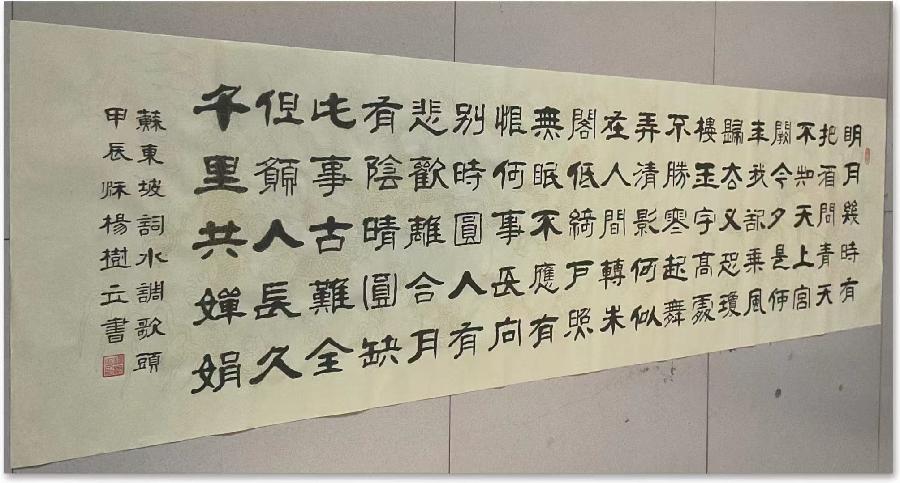 明月幾時有
把酒問青天
不知天上宮
闕今夕是何
年我欲乘風
歸去又恐瓊
樓玉宇高處
不勝寒起舞
弄清影何似
在人間轉朱
閣低綺戶照
無眠不應有
恨何事長向
别時圓人有
悲歡離合月
有陰晴圓缺
此事古難全
但願人長久
千里共嬋娟
蘇東坡詞水調歌頭
甲辰秌楊樹立書